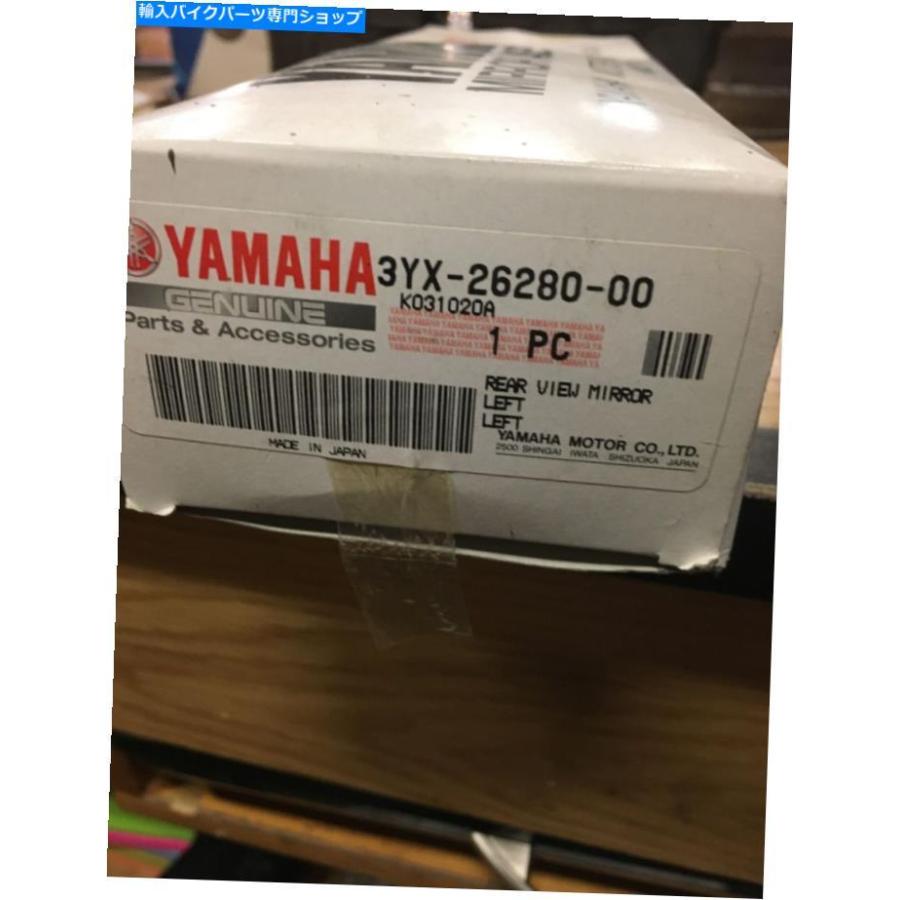 輸入バイクパーツ専門ショップ
YAMAHA
3YX-26280-00
GENUINE
K031020A
Parts & Accessories
1 PC
REAR VIEW MIRROR
LEFT
LEFT
YAMAHA MOTOR CO.,LTD.
2500 SHINGAI IWATA SHIZUOKA JAPAN
MADE IN JAPAN